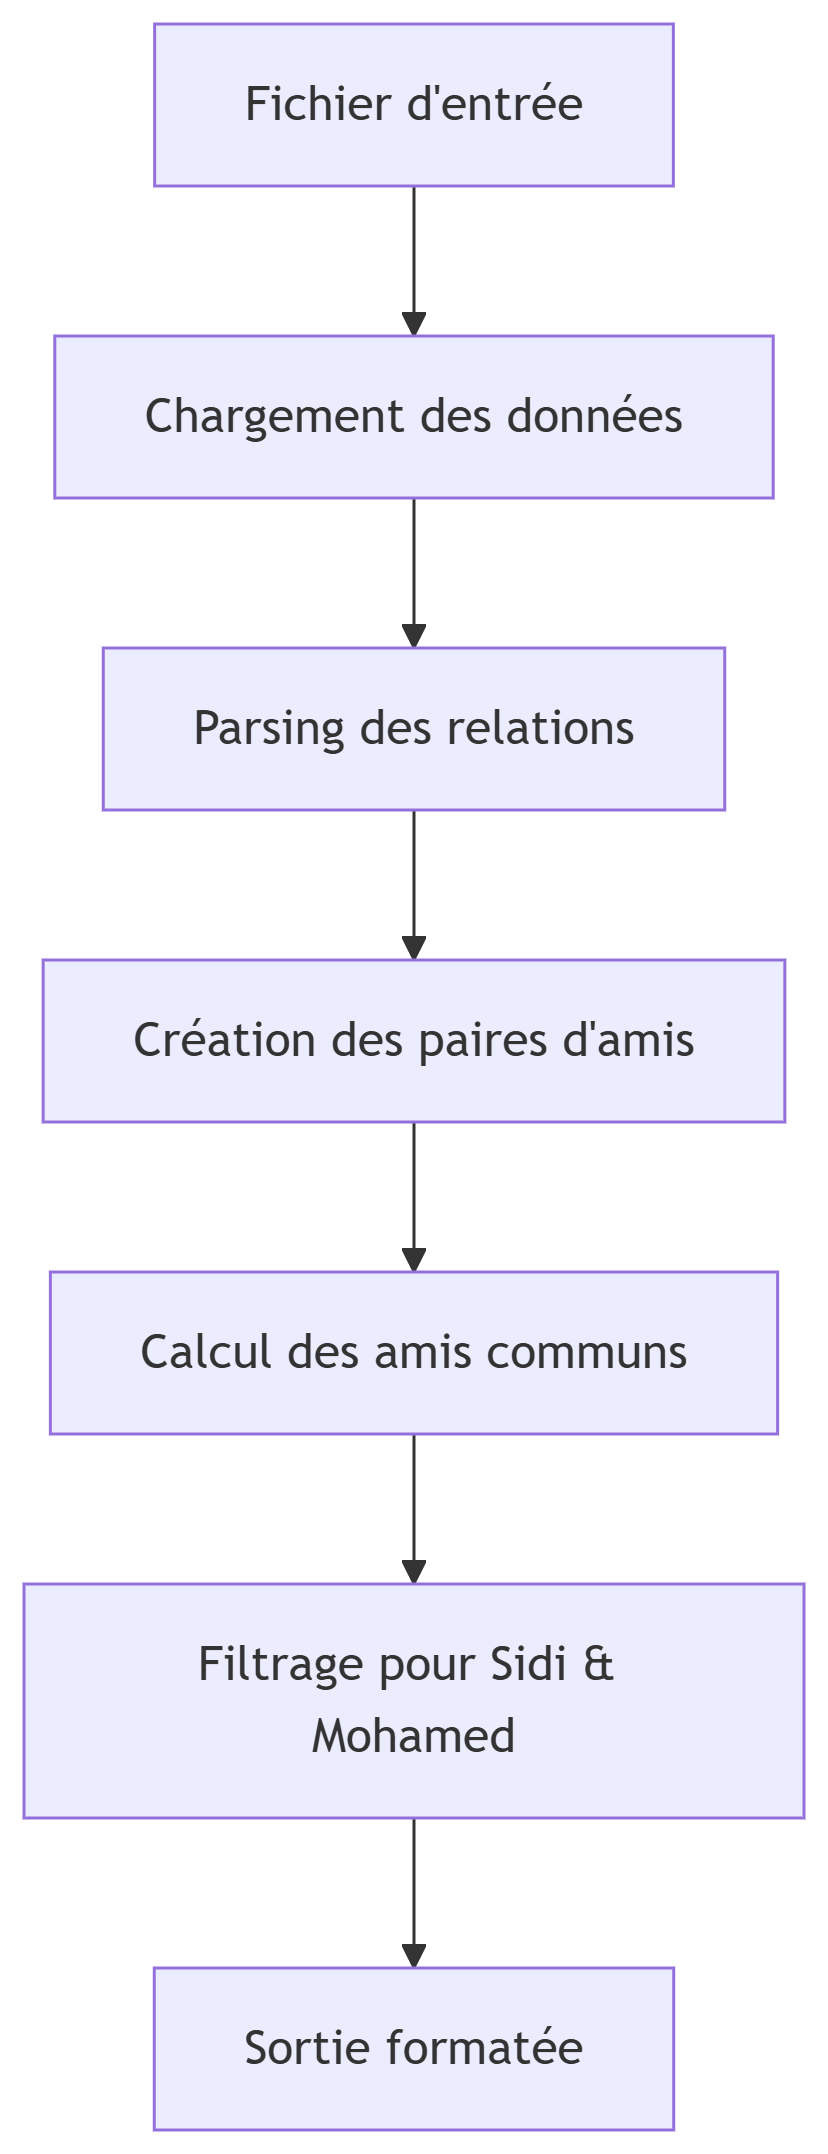 Fichier d'entrée
Chargement des données
Parsing des relations
Création des paires d'amis
Calcul des amis communs
Filtrage pour Sidi &
Mohamed
Sortie formatée